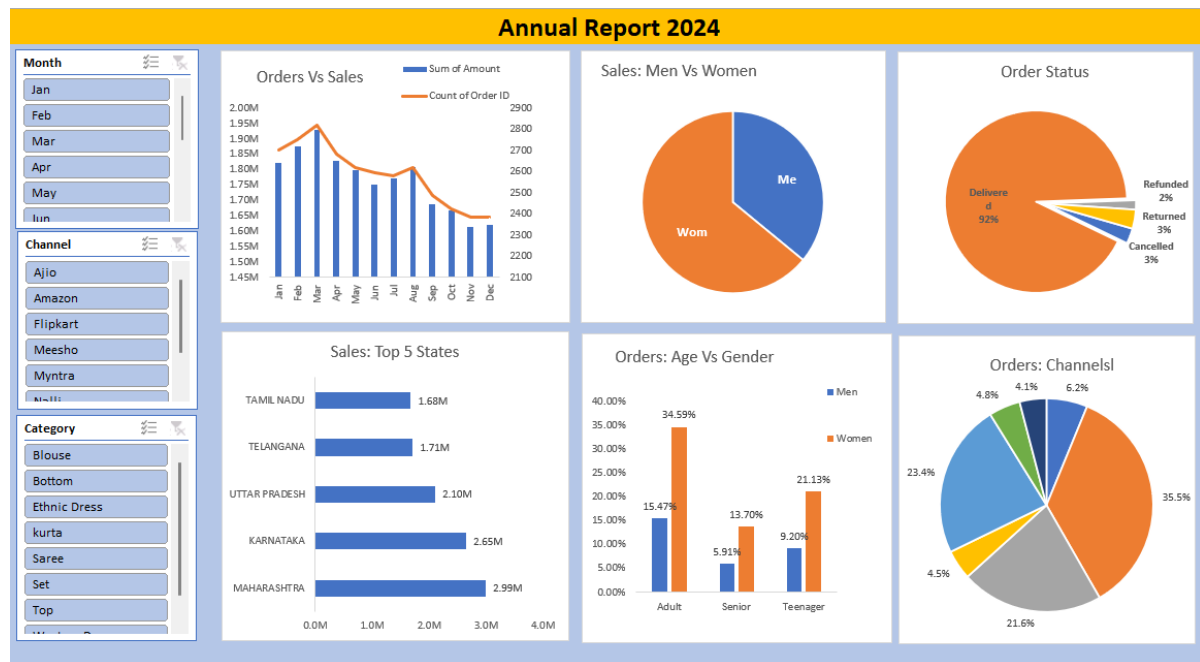 Annual Report 2024
Month
Jan
Feb
Mar
Apr
May
Jun
Channel
Ajio
Amazon
Flipkart
Meesho
Myntra
Nalli
Category
Blouse
Bottom
Ethnic Dress
kurta
Saree
Set
Top
Orders Vs Sales
Sum of Amount
Count of Order ID
2.00M
1.95M
1.90M
1.85M
1.80M
1.75M
1.70M
1.65M
1.60M
1.55M
1.50M
1.45M
2900
2800
2700
2600
2500
2400
2300
2200
2100
Jan Feb Mar Apr May Jun Jul Aug Sep Oct Nov Dec
Sales: Men Vs Women
Me
Wom
Order Status
Delivere
d
92%
Refunded
2%
Returned
3%
Cancelled
3%
Sales: Top 5 States
TAMIL NADU 1.68M
TELANGANA 1.71M
UTTAR PRADESH 2.10M
KARNATAKA 2.65M
MAHARASHTRA 2.99M
0.0M 1.0M 2.0M 3.0M 4.0M
Orders: Age Vs Gender
Men
Women
40.00%
35.00%
30.00%
25.00%
20.00%
15.00%
10.00%
5.00%
0.00%
15.47% 34.59%
5.91% 13.70%
9.20% 21.13%
Adult Senior Teenager
Orders: Channelsl
6.2%
35.5%
21.6%
4.5%
23.4%
4.8%
4.1%